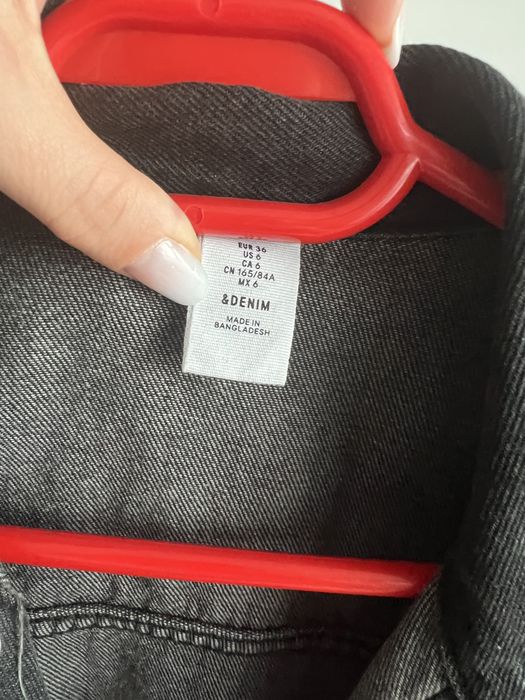 EUR 36
US 6
CA 6
CN 165/84A
MX 6
&DENIM
MADE IN
BANGLADESH